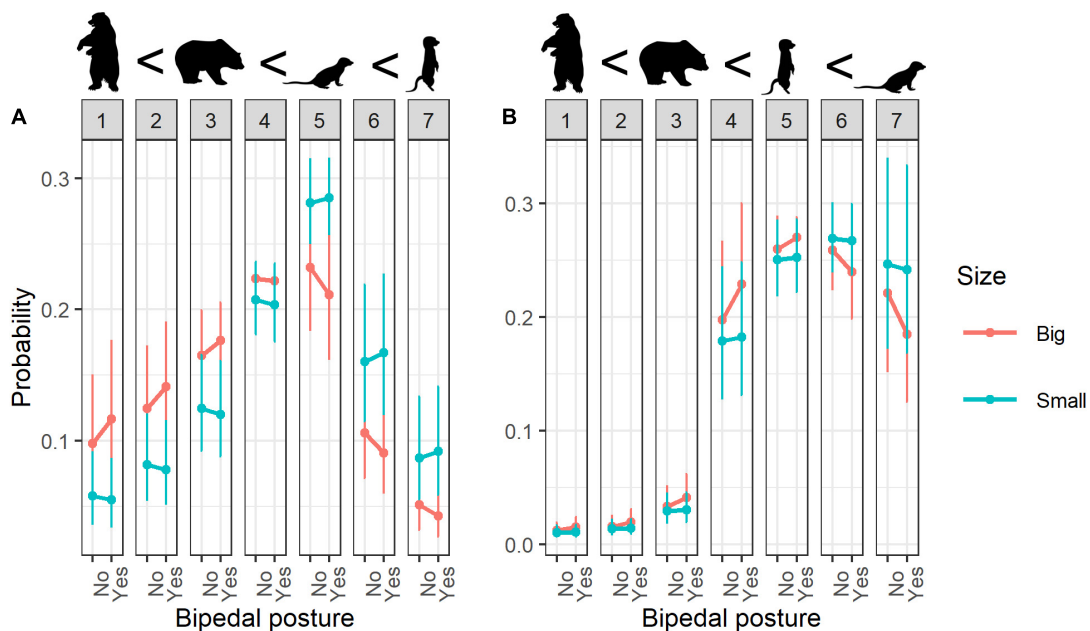 < < <
< < <
A
1 2 3 4 5 6 7
0.3
0.2
0.1
Probability
No Yes No Yes No Yes No Yes No Yes No Yes No Yes
Bipedal posture
B
1 2 3 4 5 6 7
0.3
0.2
0.1
0.0
No Yes No Yes No Yes No Yes No Yes No Yes No Yes
Bipedal posture
Size
Big
Small